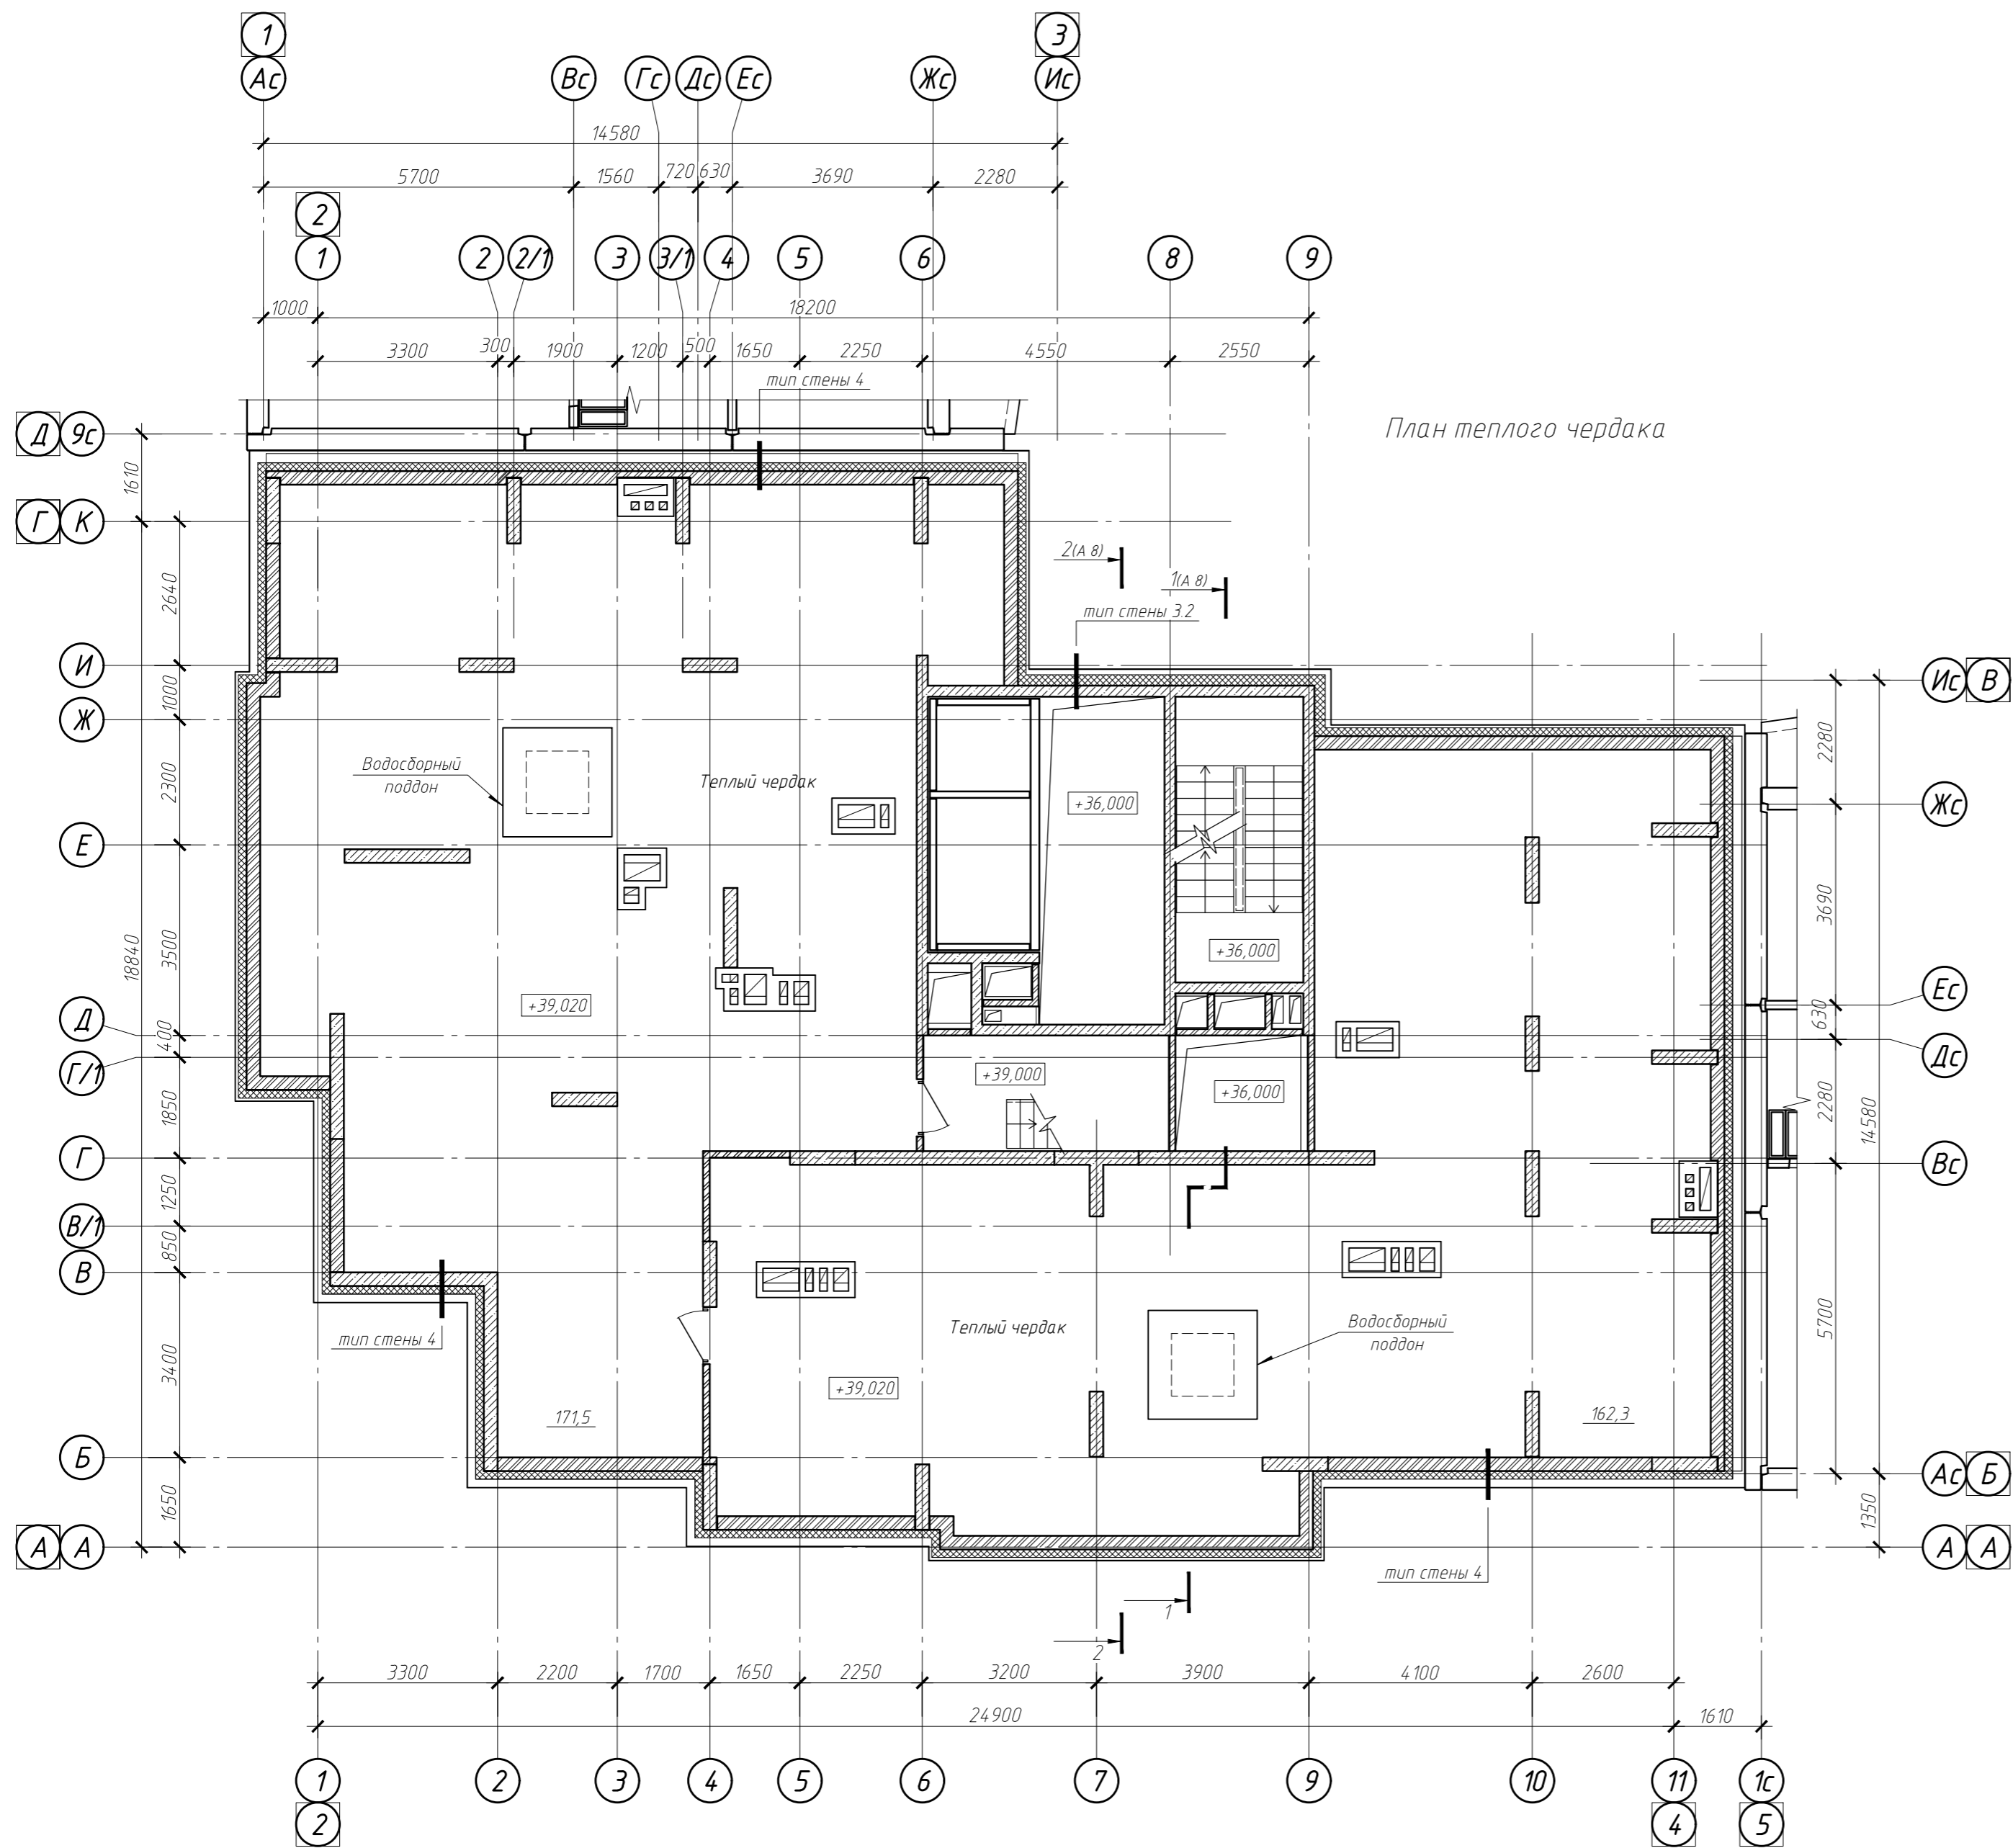 1 3
Ас Вс Гс Дс Ес Жс Ис
14580
5700 1560 720 630 3690 2280
2
1 2 2/1 3 3/1 4 5 6 8 9
1000 18200
3300 300 1900 1200 500 1650 2250 4550 2550
тип стены 4
План теплого чердака
Д 9с
1610
Г К
2(А 8)
1(А 8)
2640
тип стены 3.2
И
Ис В
1000
Ж
2280
Водосборный
поддон
Теплый чердак
2300
+36,000
Жс
Е
3690
18840
3500
+36,000
+39,020
Ес
Д
630
400
Дс
Г/1
+39,000
+36,000
1850
2280
14580
Г
Вс
1250
В/1
850
В
тип стены 4
Теплый чердак
Водосборный
поддон
5700
3400
+39,020
171,5
162,3
Б
Ас Б
1650
1350
А А
А А
тип стены 4
1
2
3300 2200 1700 1650 2250 3200 3900 4100 2600
24900 1610
1 2 3 4 5 6 7 9 10 11 1с
2 4 5